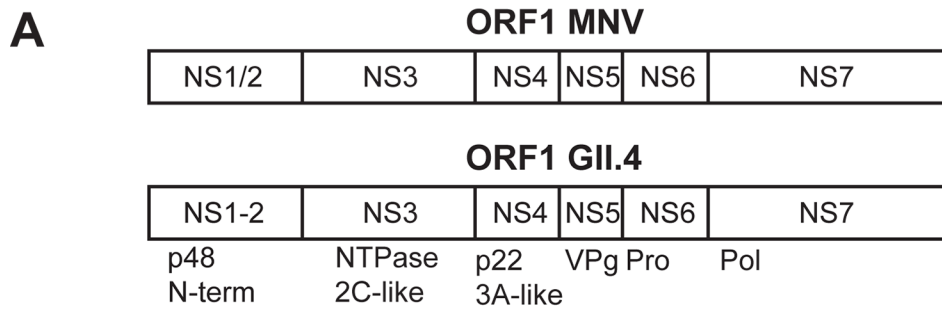 A
ORF1 MNV
NS1/2 NS3 NS4 NS5 NS6 NS7
ORF1 GII.4
NS1-2 NS3 NS4 NS5 NS6 NS7
p48 NTPase p22 VPg Pro Pol
N-term 2C-like 3A-like